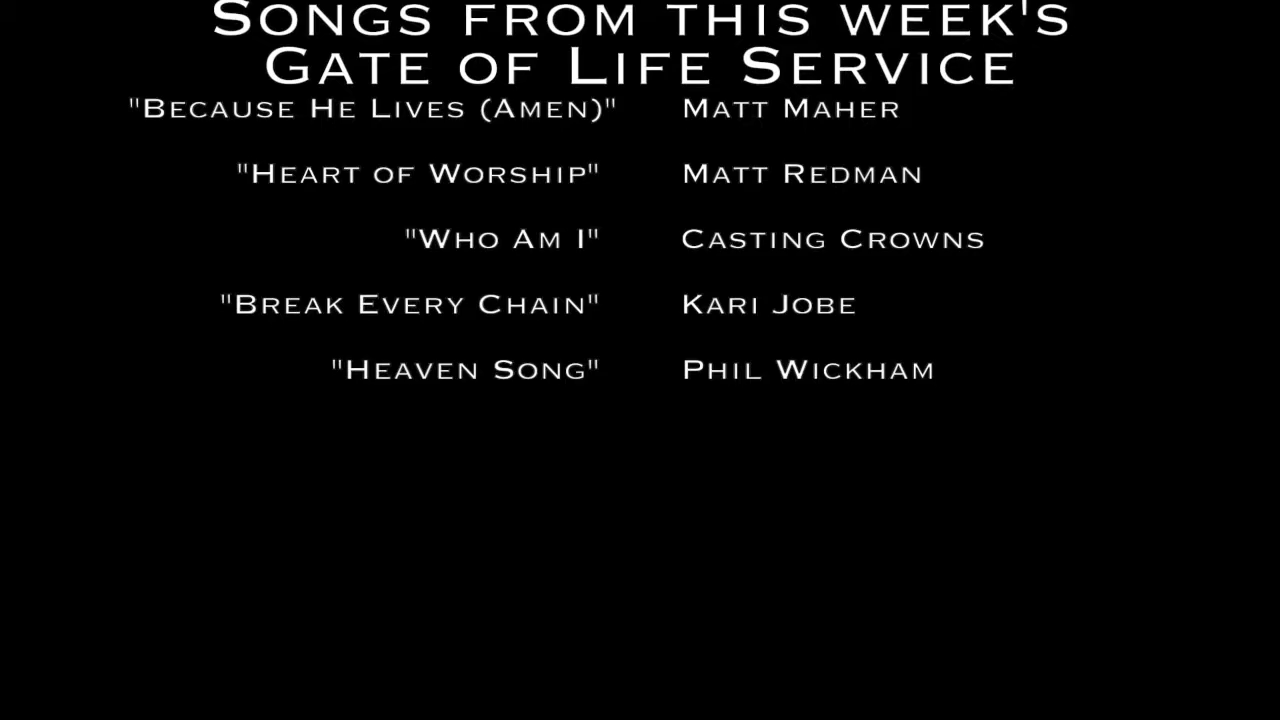 Songs from this week's
Gate of Life Service
"Because He Lives (Amen)" Matt Maher
"Heart of Worship" Matt Redman
"Who Am I" Casting Crowns
"Break Every Chain" Kari Jobe
"Heaven Song" Phil Wickham